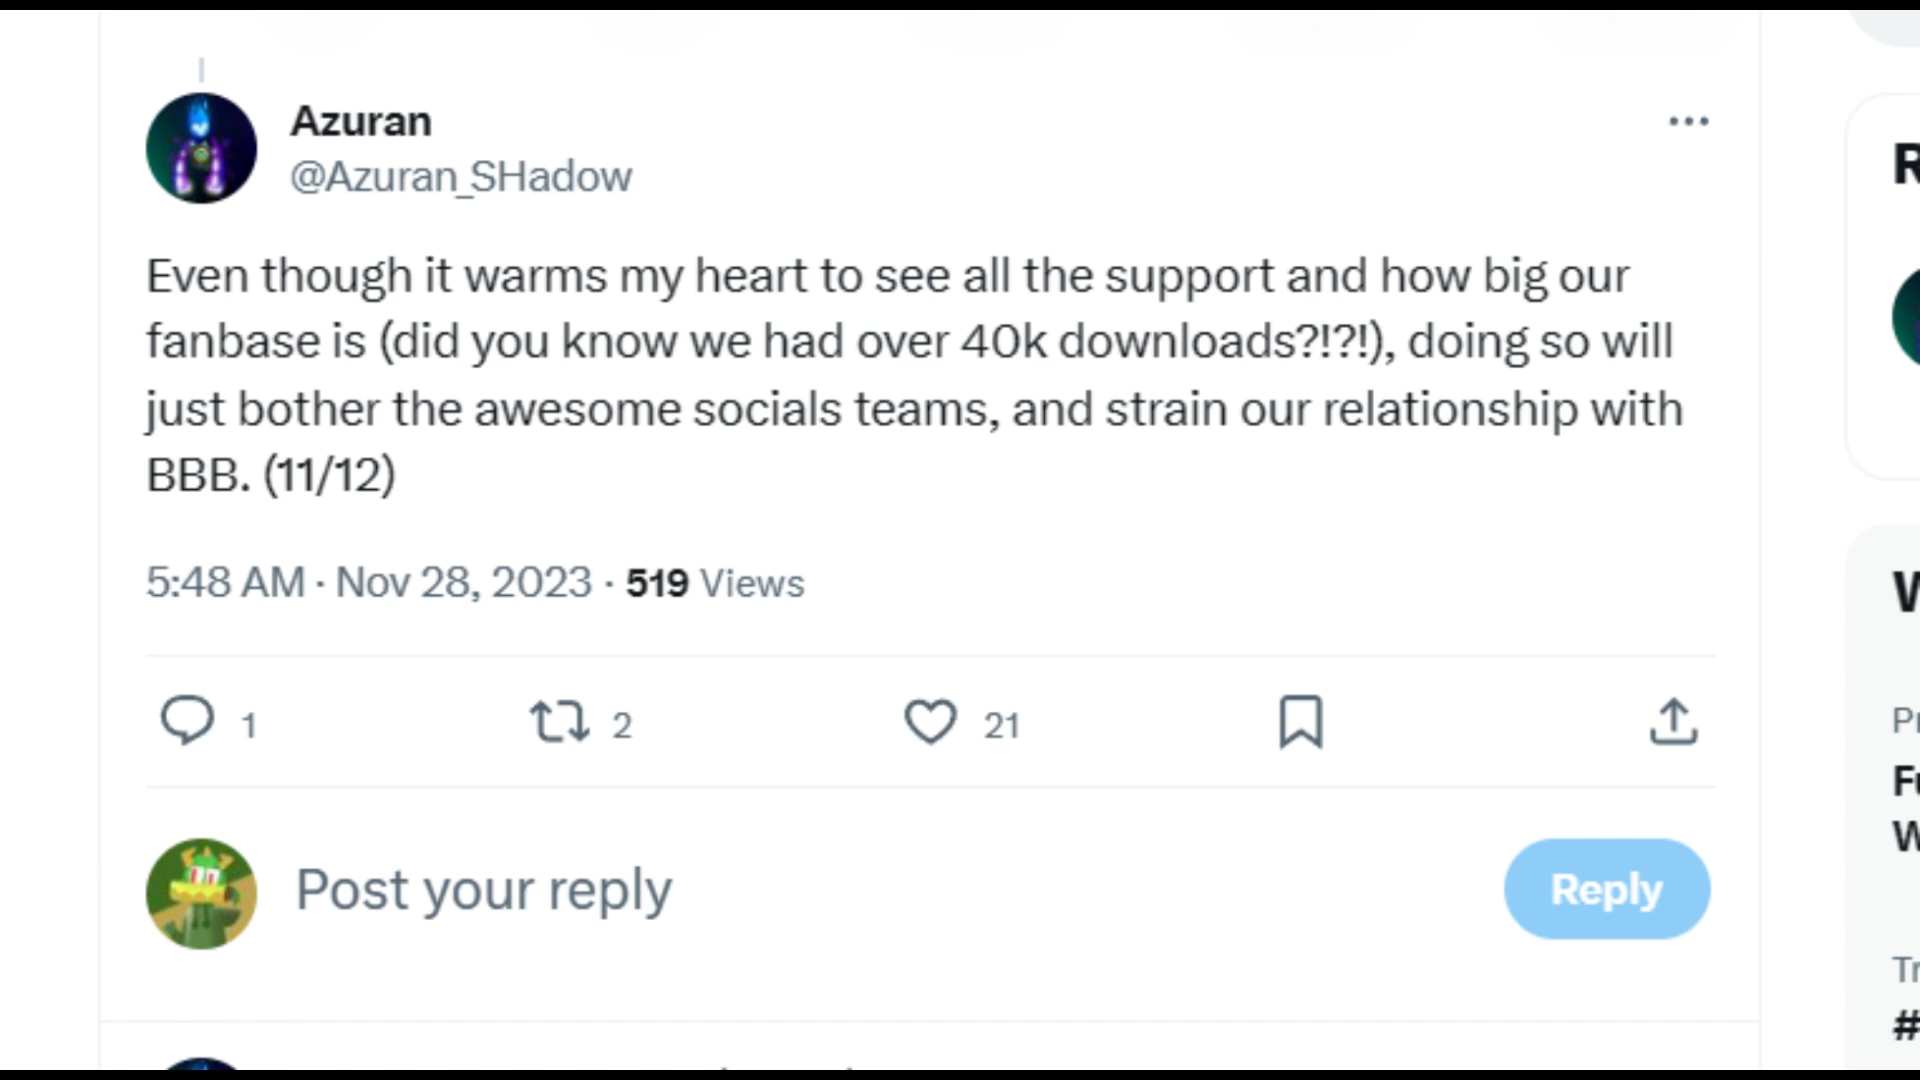 Azuran
@Azuran_SHadow
Even though it warms my heart to see all the support and how big our
fanbase is (did you know we had over 40k downloads?!?!), doing so will
just bother the awesome socials teams, and strain our relationship with
BBB. (11/12)
5:48 AM · Nov 28, 2023 · 519 Views
1 2 21
Post your reply
Reply